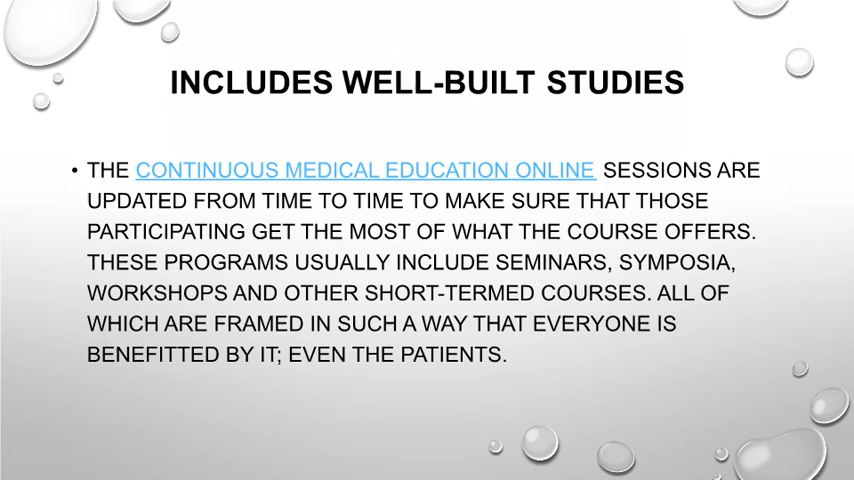 INCLUDES WELL-BUILT STUDIES
• THE CONTINUOUS MEDICAL EDUCATION ONLINE SESSIONS ARE
UPDATED FROM TIME TO TIME TO MAKE SURE THAT THOSE
PARTICIPATING GET THE MOST OF WHAT THE COURSE OFFERS.
THESE PROGRAMS USUALLY INCLUDE SEMINARS, SYMPOSIA,
WORKSHOPS AND OTHER SHORT-TERMED COURSES. ALL OF
WHICH ARE FRAMED IN SUCH A WAY THAT EVERYONE IS
BENEFITTED BY IT; EVEN THE PATIENTS.